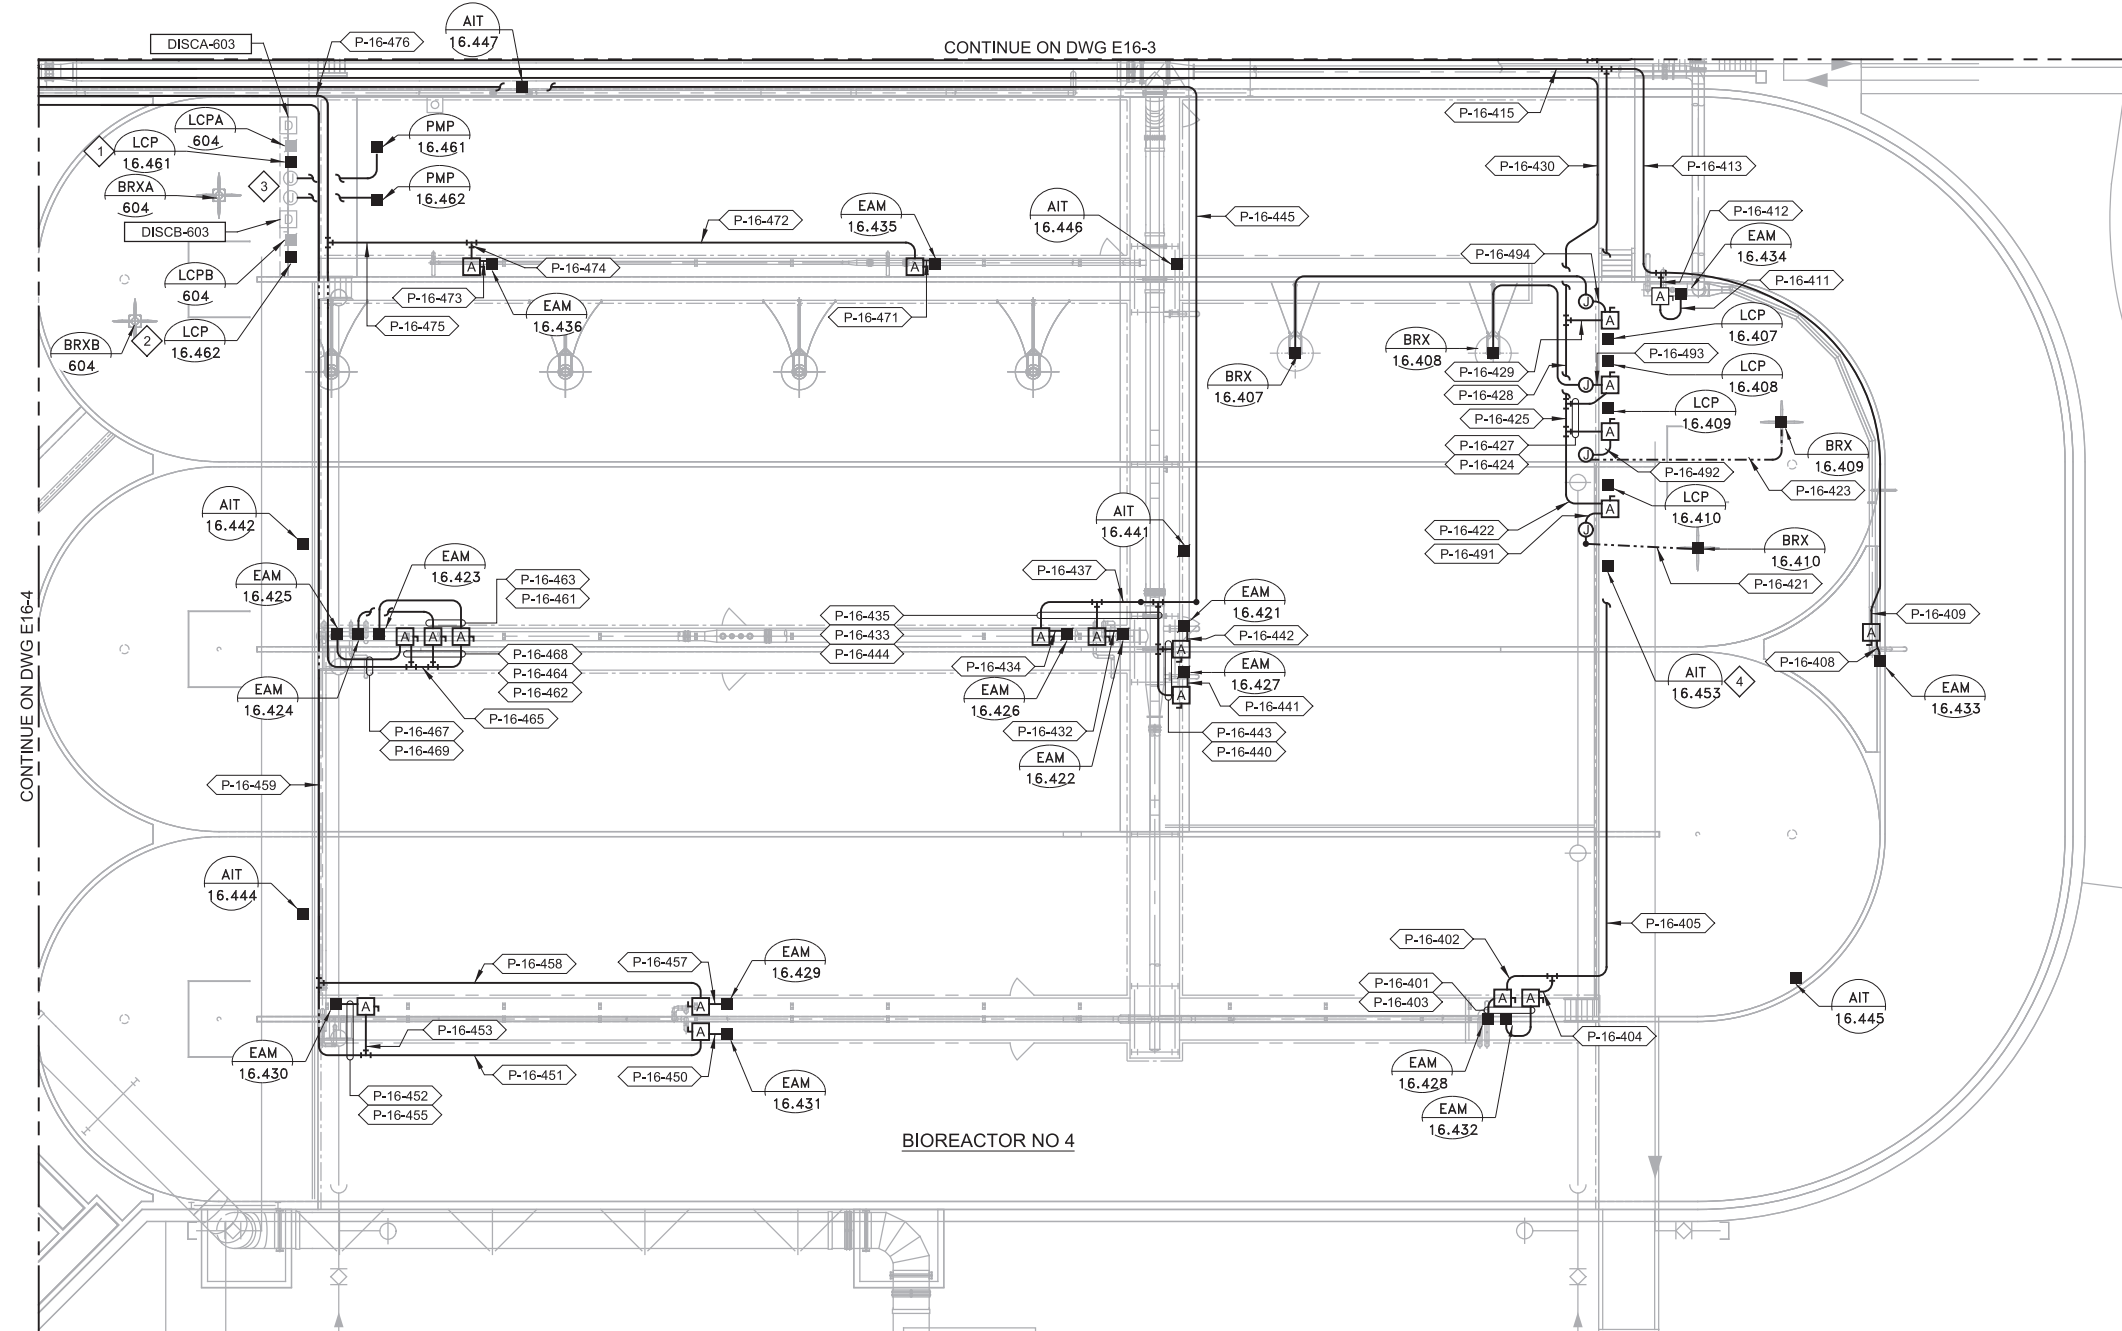 AIT
16.447
DISCA-603
P-16-476
CONTINUE ON DWG E16-3
LCPA
604
PMP
16.461
P-16-415
1
LCP
16.461
P-16-430
P-16-413
BRXA
604
3
J
J
D
D
PMP
16.462
EAM
16.435
AIT
16.446
P-16-472
P-16-445
P-16-412
DISCB-603
EAM
16.434
P-16-494
A
A
P-16-474
LCPB
604
P-16-473
EAM
16.436
P-16-471
A
P-16-411
J
A
P-16-475
BRXB
604
2
LCP
16.462
LCP
16.407
BRX
16.408
P-16-429
P-16-493
BRX
16.407
P-16-428
J
A
LCP
16.408
P-16-425
LCP
16.409
A
P-16-427
P-16-424
J
BRX
16.409
P-16-492
P-16-423
AIT
16.442
AIT
16.441
A
LCP
16.410
P-16-422
J
P-16-491
BRX
16.410
EAM
16.423
P-16-437
P-16-421
EAM
16.425
P-16-463
P-16-461
EAM
16.421
CONTINUE ON DWG E16-4
P-16-435
P-16-433
P-16-444
P-16-409
A
A
A
A
A
P-16-442
A
A
P-16-468
P-16-464
P-16-462
P-16-434
P-16-408
EAM
16.424
EAM
16.426
EAM
16.427
AIT
16.453
4
EAM
16.433
A
P-16-441
P-16-465
P-16-467
P-16-469
P-16-432
P-16-443
P-16-440
EAM
16.422
P-16-459
AIT
16.444
P-16-405
P-16-402
P-16-458
P-16-457
EAM
16.429
P-16-401
P-16-403
A
A
A
A
AIT
16.445
P-16-453
A
P-16-404
EAM
16.430
P-16-451
P-16-450
EAM
16.431
EAM
16.428
P-16-452
P-16-455
EAM
16.432
BIOREACTOR NO 4